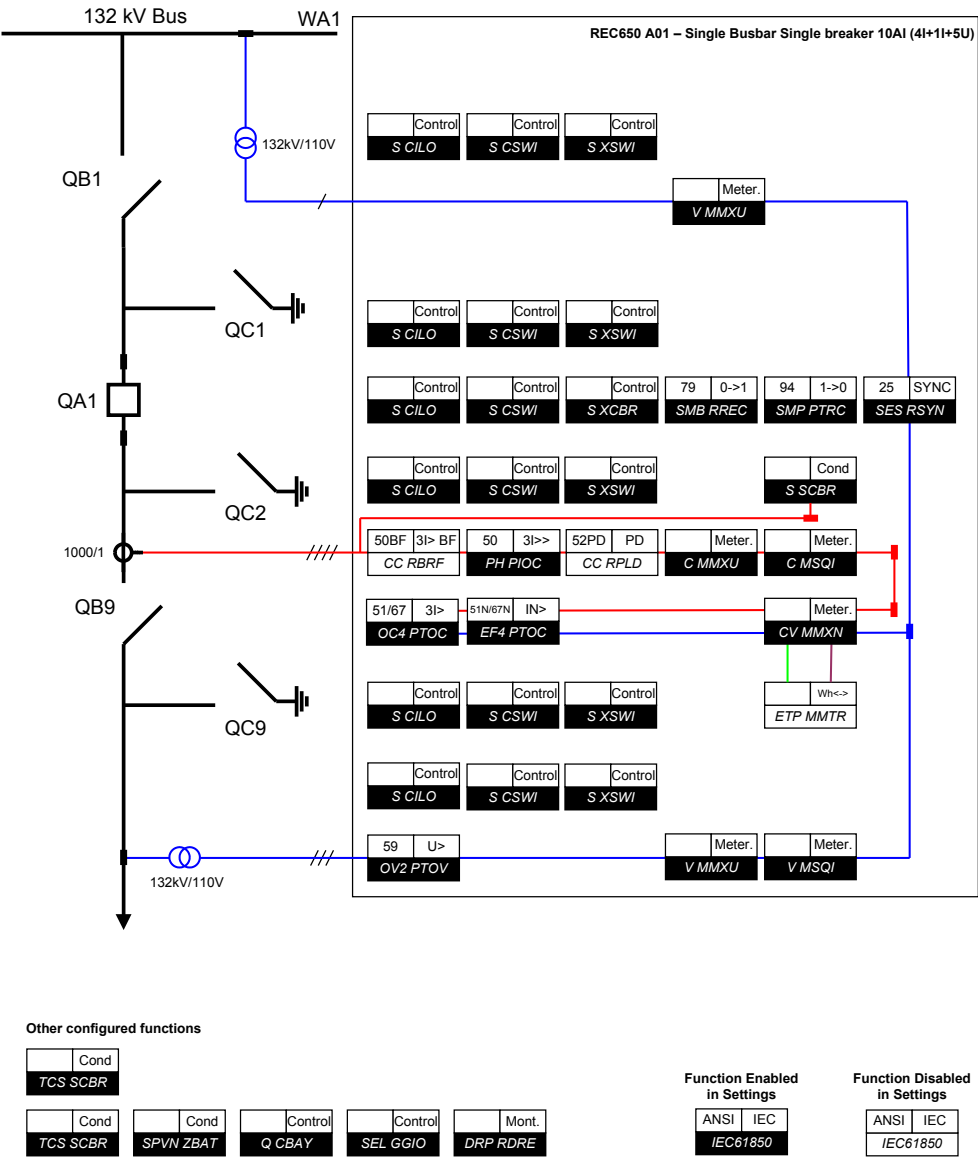 132 kV Bus WA1
REC650 A01 – Single Busbar Single breaker 10AI (4I+1I+5U)
Control Control Control
S CILO S CSWI S XSWI
132kV/110V
QB1
Meter.
V MMXU
QC1
Control Control Control
S CILO S CSWI S XSWI
QA1
Control Control Control 79 0->1 94 1->0 25 SYNC
S CILO S CSWI S XCBR SMB RREC SMP PTRC SES RSYN
QC2
Control Control Control Cond
S CILO S CSWI S XSWI S SCBR
1000/1
50BF 3I> BF 50 3I>> 52PD PD Meter. Meter.
CC RBRF PH PIOC CC RPLD C MMXU C MSQI
QB9
51/67 3I> 51N/67N IN> Meter.
OC4 PTOC EF4 PTOC CV MMXN
QC9
Control Control Control Wh<->
S CILO S CSWI S XSWI ETP MMTR
Control Control Control
S CILO S CSWI S XSWI
132kV/110V
59 U> Meter. Meter.
OV2 PTOV V MMXU V MSQI
Other configured functions
Cond
TCS SCBR
Cond Cond Control Control Mont.
TCS SCBR SPVN ZBAT Q CBAY SEL GGIO DRP RDRE
Function Enabled
in Settings
ANSI IEC
IEC61850
Function Disabled
in Settings
ANSI IEC
IEC61850